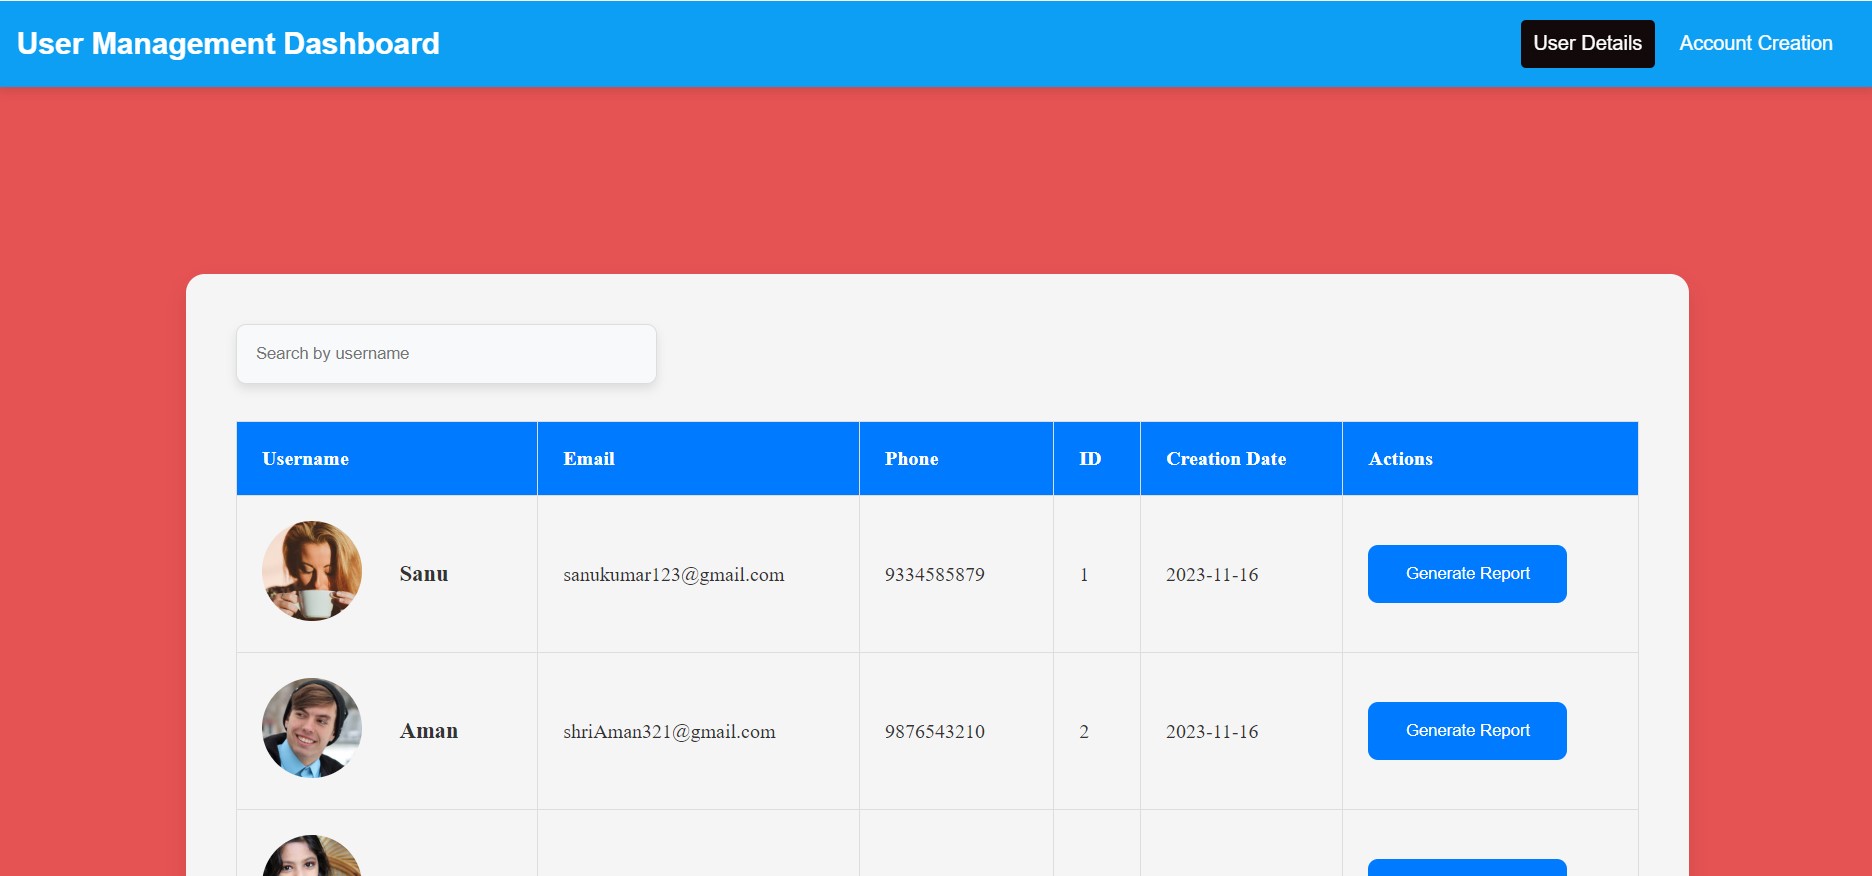 User Management Dashboard User Details Account Creation
Search by username
Username Email Phone ID Creation Date Actions
Sanu sanukumar123@gmail.com 9334585879 1 2023-11-16 Generate Report
Aman shriAman321@gmail.com 9876543210 2 2023-11-16 Generate Report